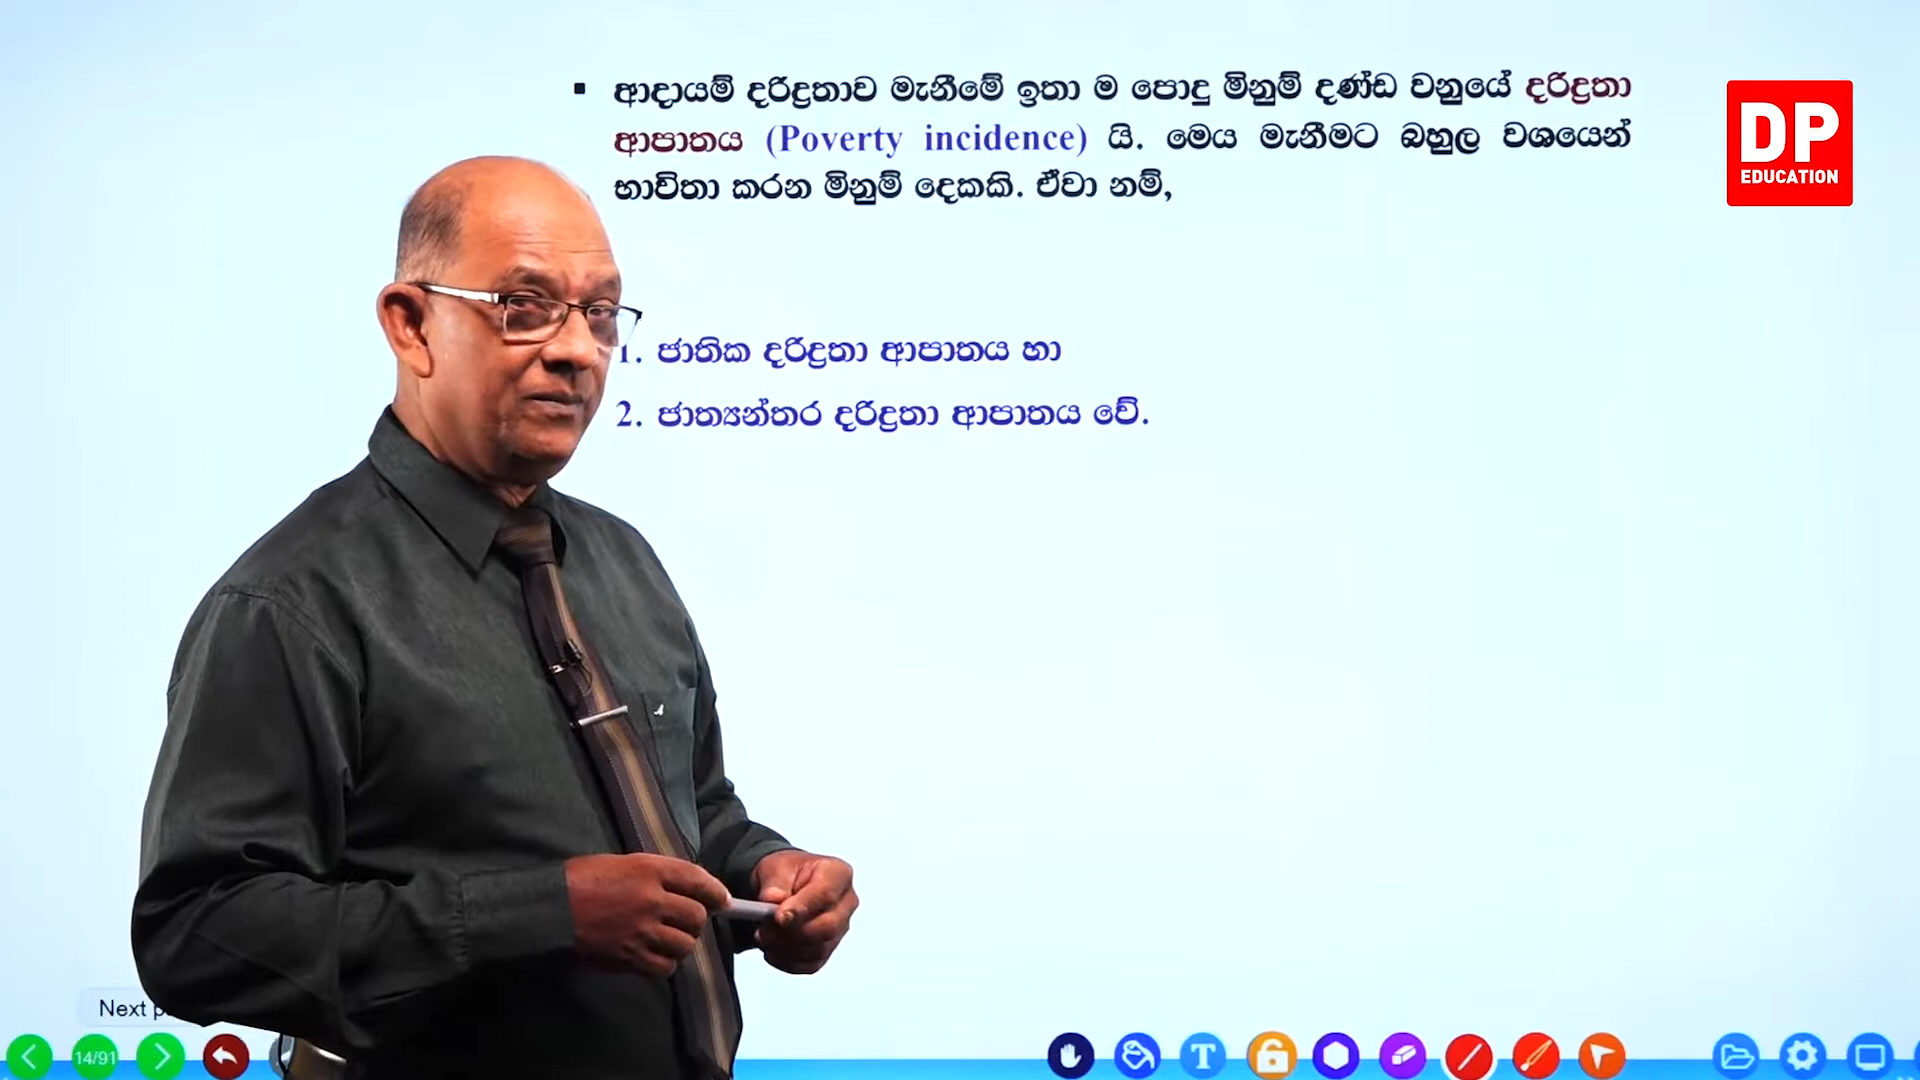 ▪ ආදායම් දරිද්‍රතාව මැනීමේ ඉතා ම පොදු මිනුම් දණ්ඩ වනුයේ දරිද්‍රතා
ආපාතය (Poverty incidence) යි. මෙය මැනීමට බහුල වශයෙන්
භාවිතා කරන මිනුම් දෙකකි. ඒවා නම්,
DP
EDUCATION
1. ජාතික දරිද්‍රතා ආපාතය හා
2. ජාත්‍යන්තර දරිද්‍රතා ආපාතය වේ.
Next
14/91
T